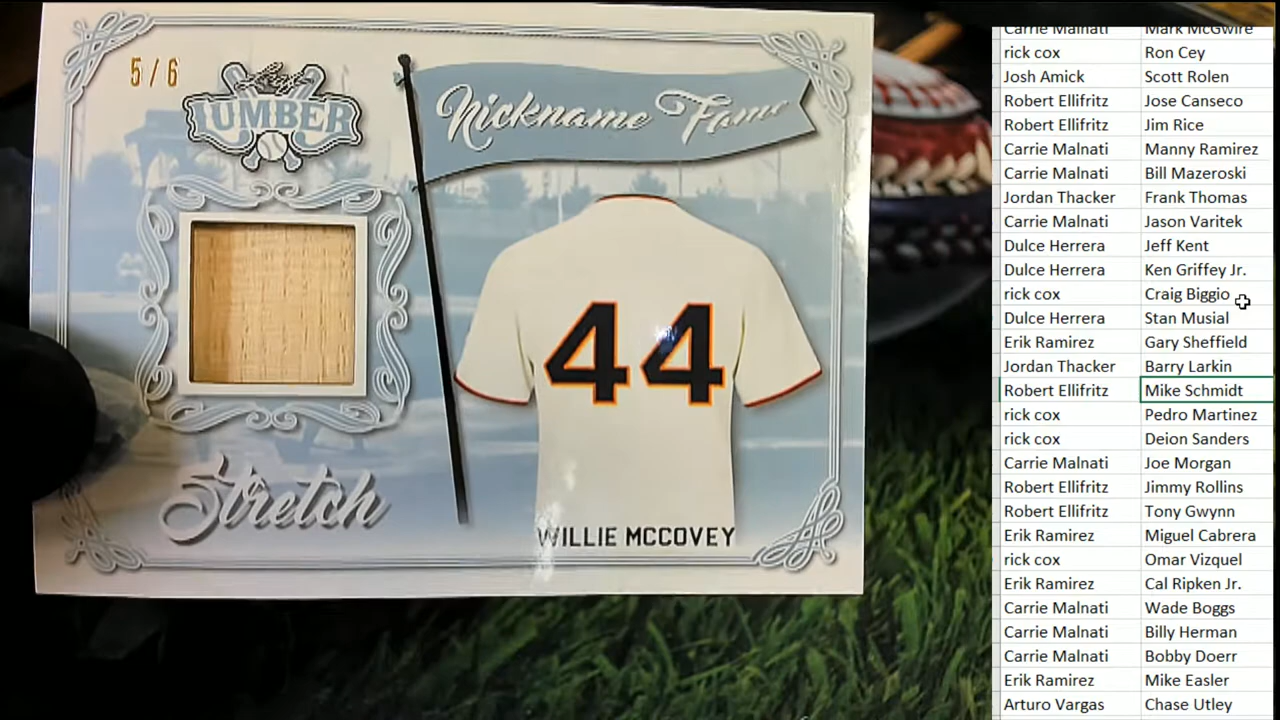 5/6
Leaf
LUMBER
Nickname Fame
44
Stretch
WILLIE MCCOVEY
Carrie Malnati Mark McGwire
rick cox Ron Cey
Josh Amick Scott Rolen
Robert Ellifritz Jose Canseco
Robert Ellifritz Jim Rice
Carrie Malnati Manny Ramirez
Carrie Malnati Bill Mazeroski
Jordan Thacker Frank Thomas
Carrie Malnati Jason Varitek
Dulce Herrera Jeff Kent
Dulce Herrera Ken Griffey Jr.
rick cox Craig Biggio
Dulce Herrera Stan Musial
Erik Ramirez Gary Sheffield
Jordan Thacker Barry Larkin
Robert Ellifritz Mike Schmidt
rick cox Pedro Martinez
rick cox Deion Sanders
Carrie Malnati Joe Morgan
Robert Ellifritz Jimmy Rollins
Robert Ellifritz Tony Gwynn
Erik Ramirez Miguel Cabrera
rick cox Omar Vizquel
Erik Ramirez Cal Ripken Jr.
Carrie Malnati Wade Boggs
Carrie Malnati Billy Herman
Carrie Malnati Bobby Doerr
Erik Ramirez Mike Easler
Arturo Vargas Chase Utley